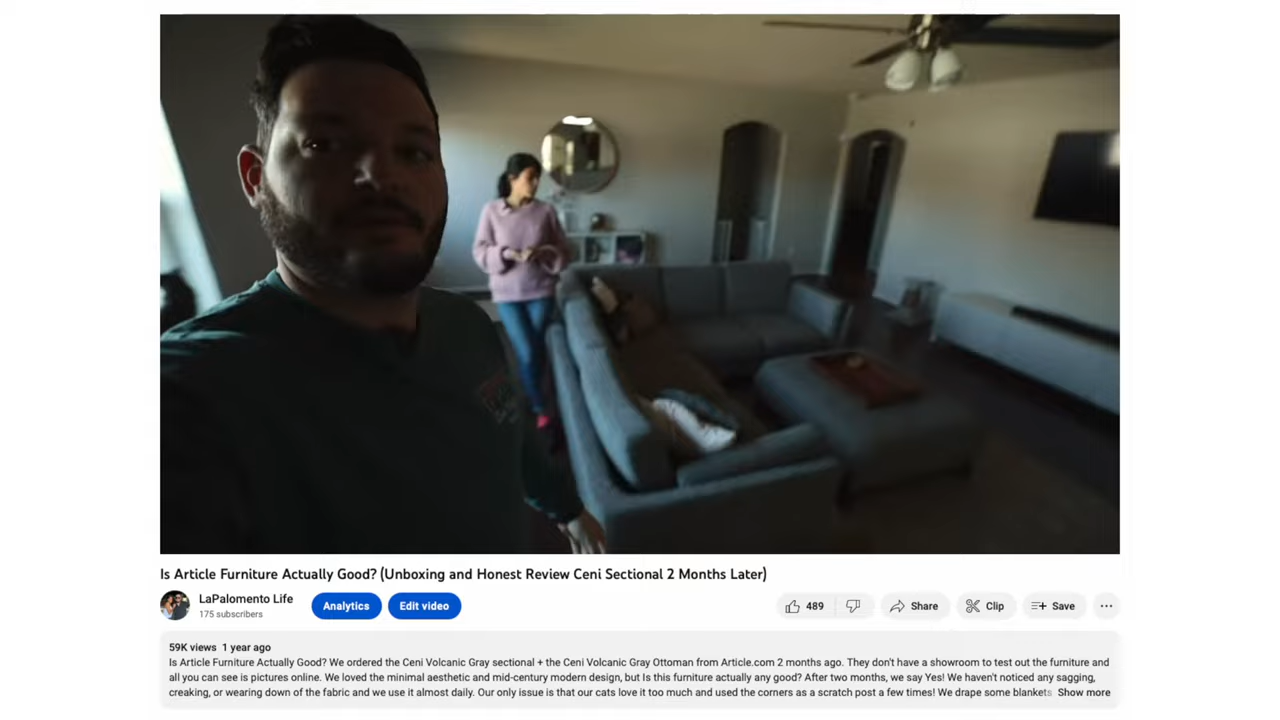 Is Article Furniture Actually Good? (Unboxing and Honest Review Ceni Sectional 2 Months Later)
LaPalomento Life
175 subscribers
Analytics
Edit video
489
Share
Clip
Save
59K views 1 year ago
Is Article Furniture Actually Good? We ordered the Ceni Volcanic Gray sectional + the Ceni Volcanic Gray Ottoman from Article.com 2 months ago. They don't have a showroom to test out the furniture and
all you can see is pictures online. We loved the minimal aesthetic and mid-century modern design, but Is this furniture actually any good? After two months, we say Yes! We haven't noticed any sagging,
creaking, or wearing down of the fabric and we use it almost daily. Our only issue is that our cats love it too much and used the corners as a scratch post a few times! We drape some blankets Show more